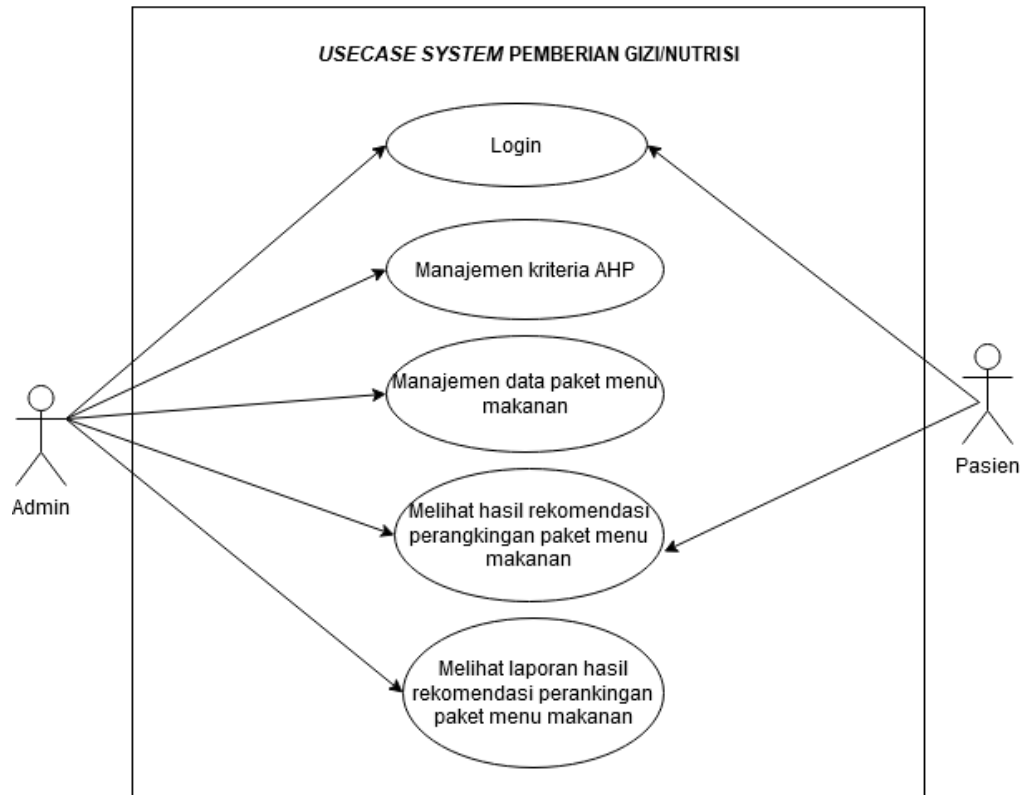 USECASE SYSTEM PEMBERIAN GIZI/NUTRISI
Login
Manajemen kriteria AHP
Manajemen data paket menu
makanan
Admin
Pasien
Melihat hasil rekomendasi
perangkingan paket menu
makanan
Melihat laporan hasil
rekomendasi perankingan
paket menu makanan